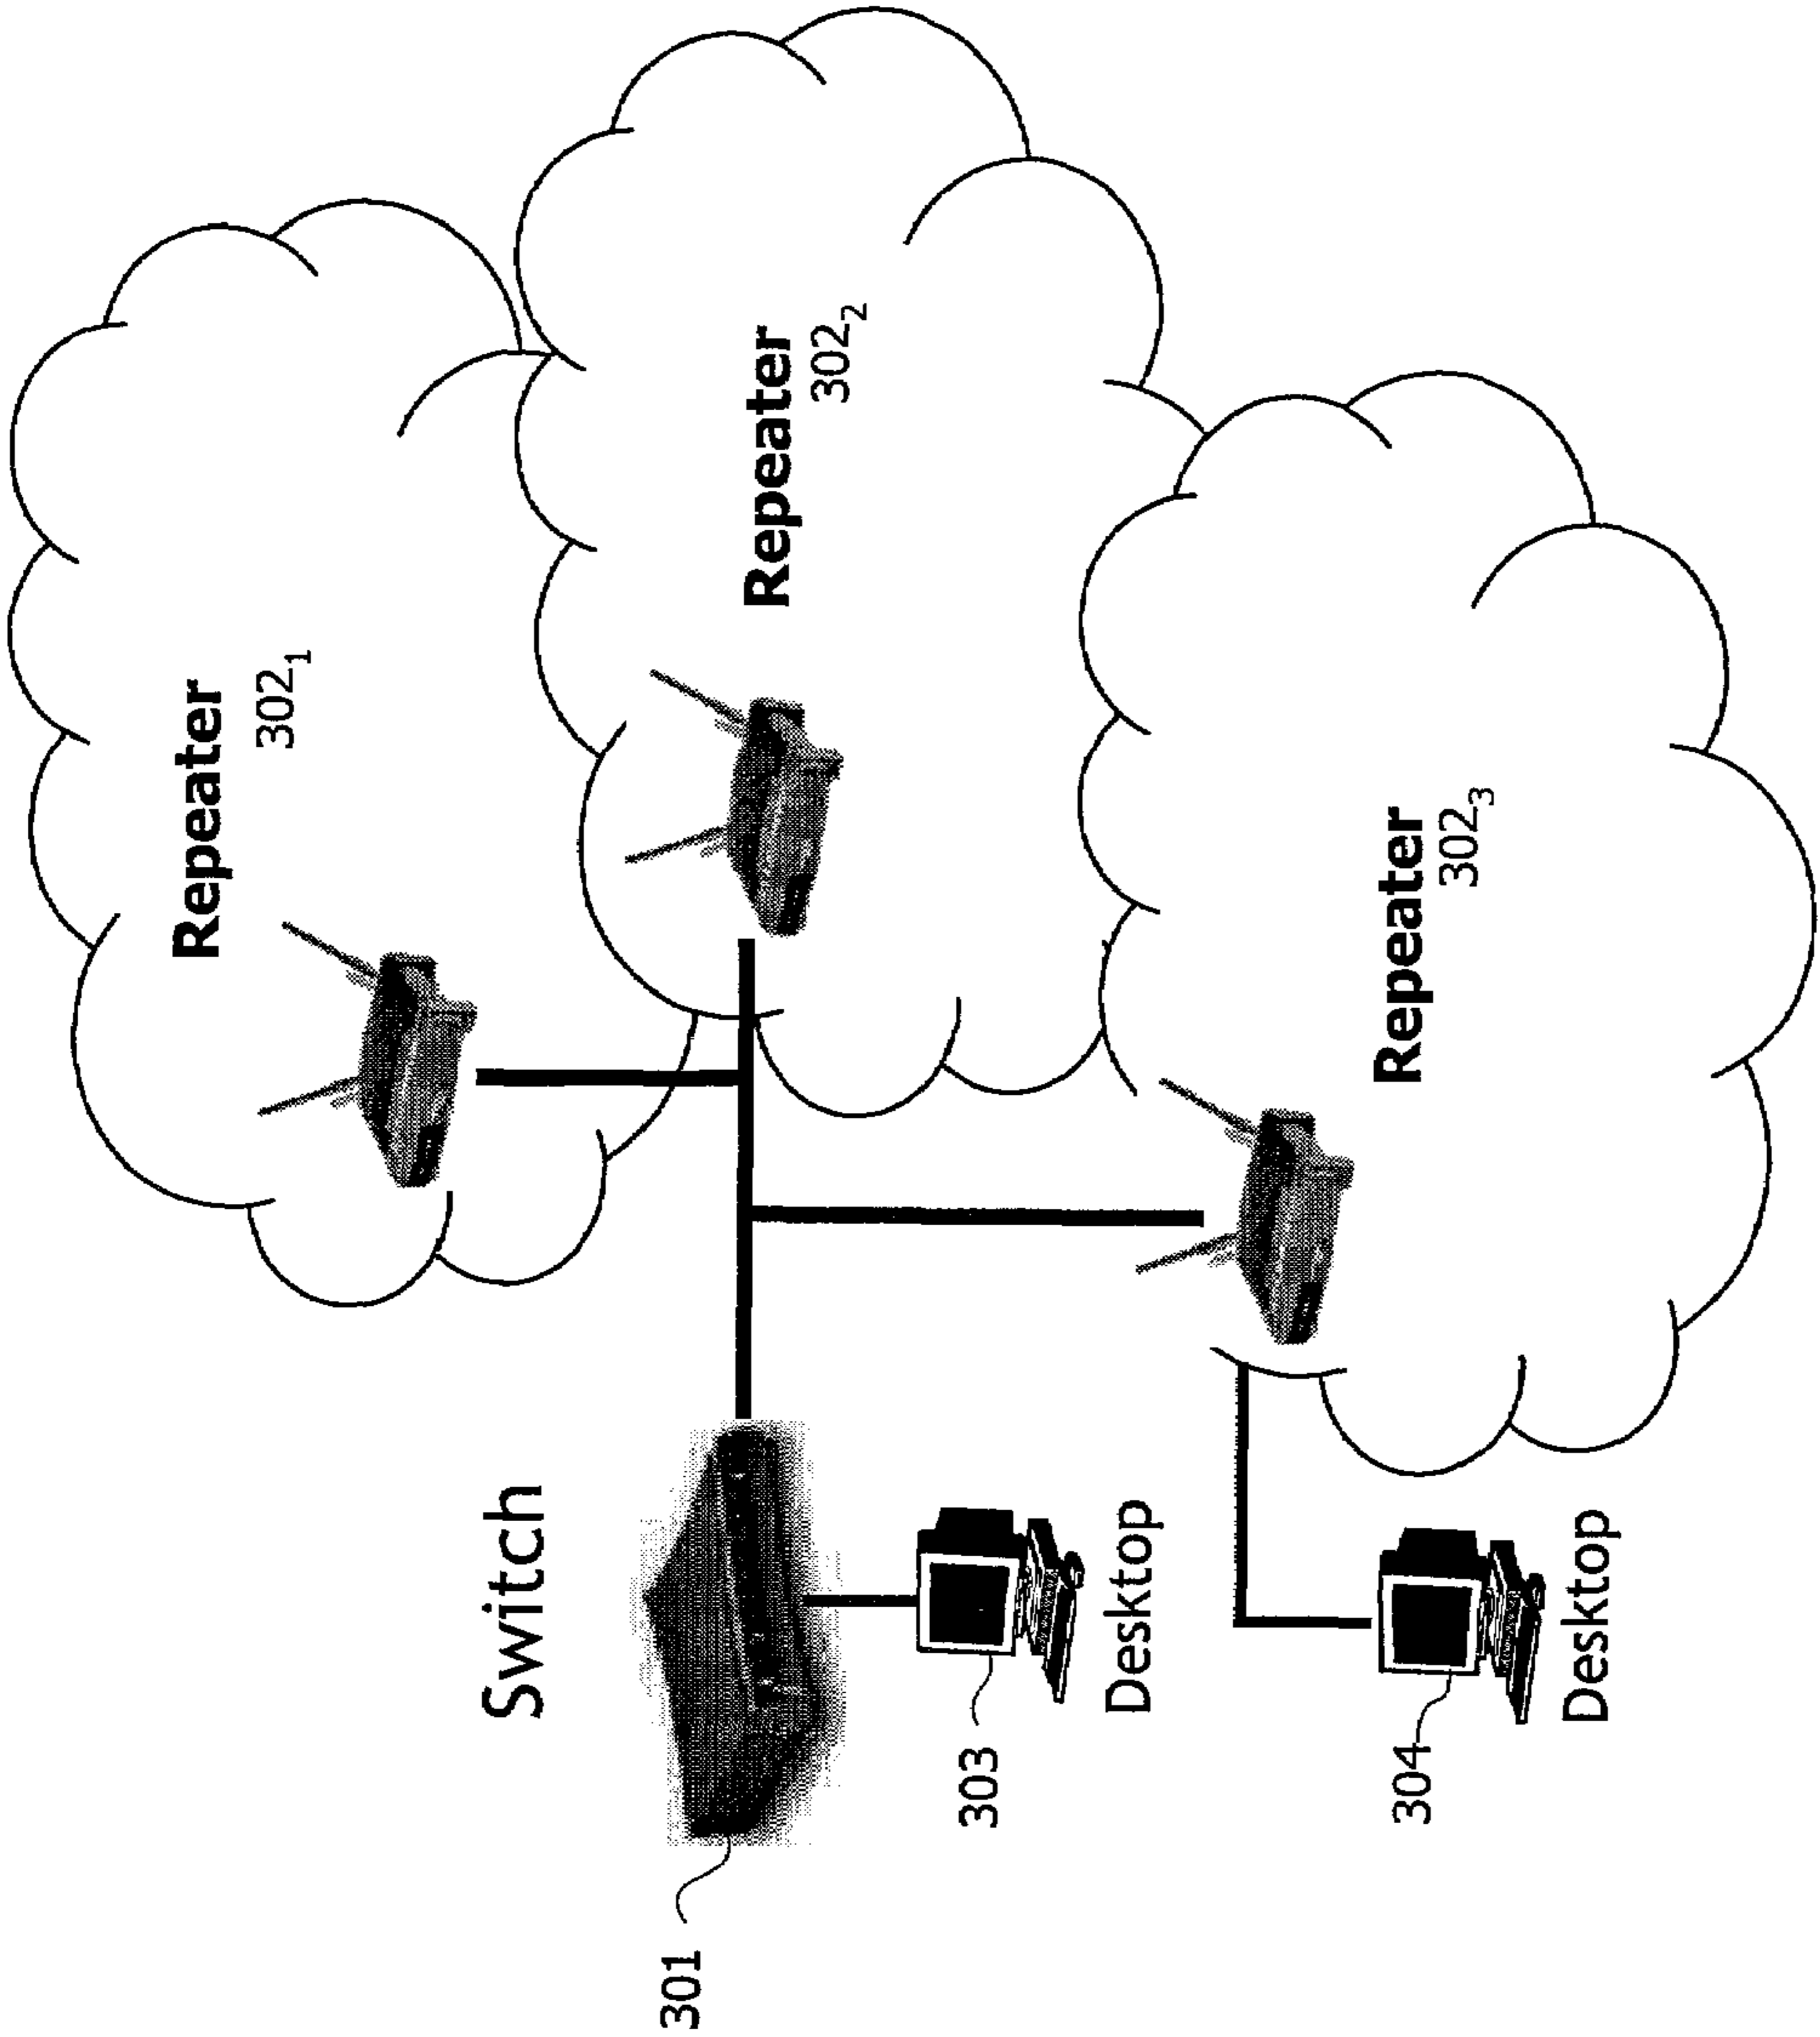 Repeater
302₁
Repeater
302₂
Repeater
302₃
Switch
301
303
Desktop
304
Desktop